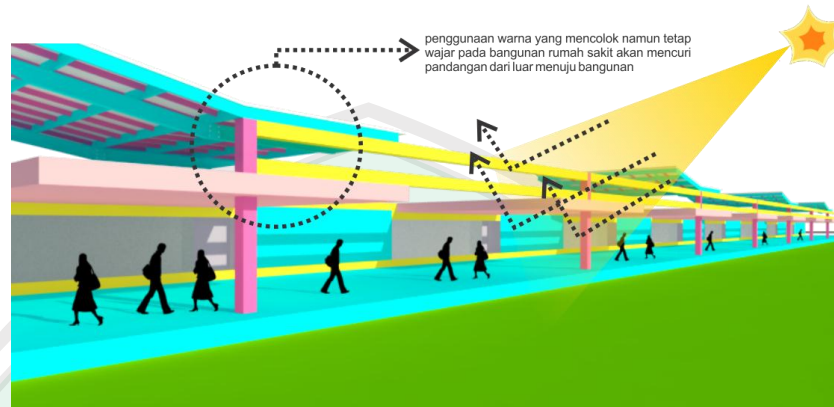 penggunaan warna yang mencolok namun tetap
wajar pada bangunan rumah sakit akan mencuri
pandangan dari luar menuju bangunan